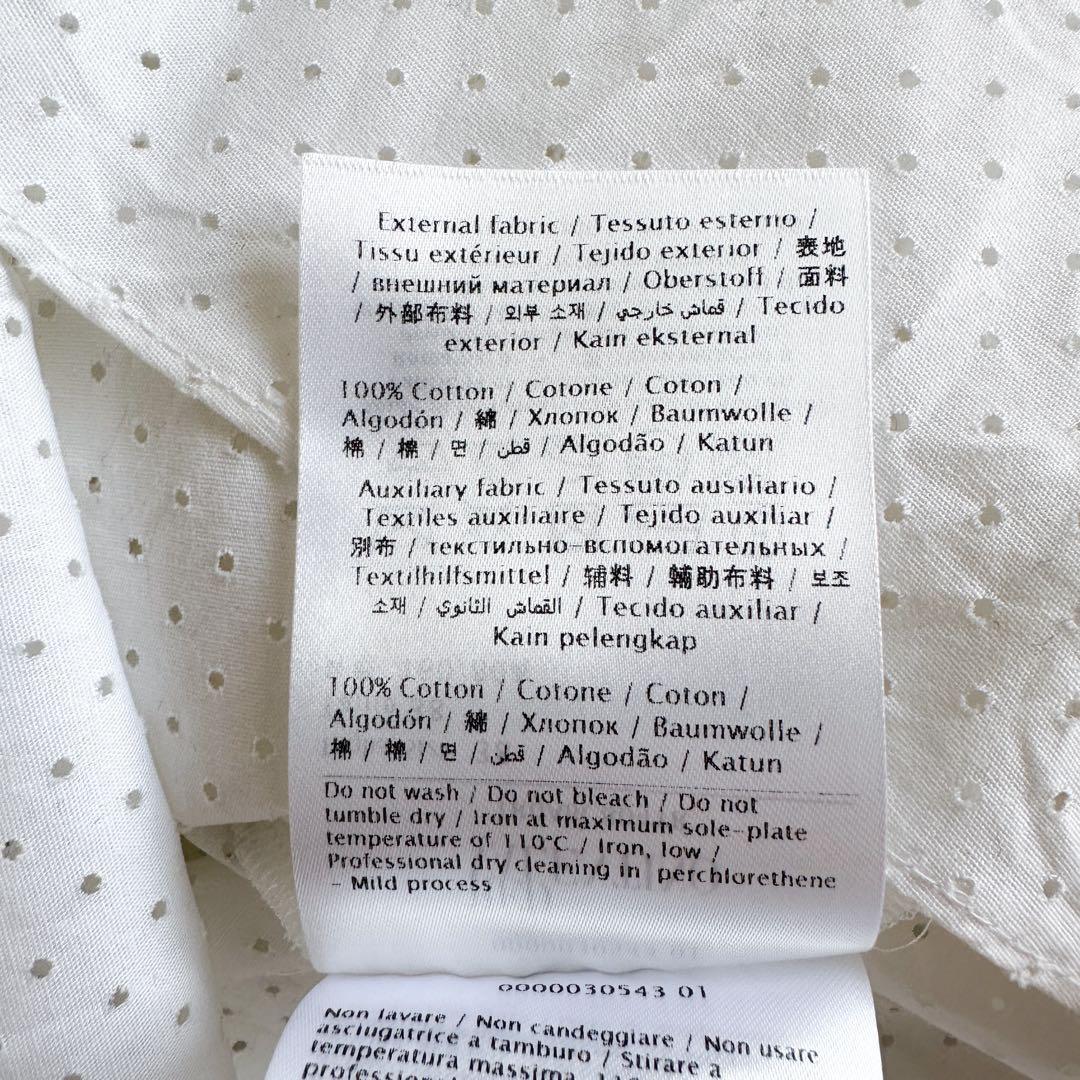 External fabric / Tessuto esterno /
Tissu extérieur / Tejido exterior / 表地
/ внешний материал / Oberstoff / 面料
/ 外部布料 / 외부 소재 / قماش خارجي / Tecido
exterior / Kain eksternal
100% Cotton / Cotone / Coton /
Algodón / 綿 / Хлопок / Baumwolle /
棉 / 棉 / 면 / قطن / Algodão / Katun
Auxiliary fabric / Tessuto ausiliario /
Textiles auxiliaire / Tejido auxiliar /
別布 / текстильно-вспомогательных /
Textilhilfsmittel / 辅料 / 輔助布料 / 보조
소재 / القماش الثانوي / Tecido auxiliar /
Kain pelengkap
100% Cotton / Cotone / Coton /
Algodón / 綿 / Хлопок / Baumwolle /
棉 / 棉 / 면 / قطن / Algodão / Katun
Do not wash / Do not bleach / Do not
tumble dry / Iron at maximum sole-plate
temperature of 110°C / Iron, low /
Professional dry cleaning in perchlorethene
- Mild process
0000030543 01
Non lavare / Non candeggiare / Non usare
asciugatrice a tamburo / Stirare a
temperatura massima